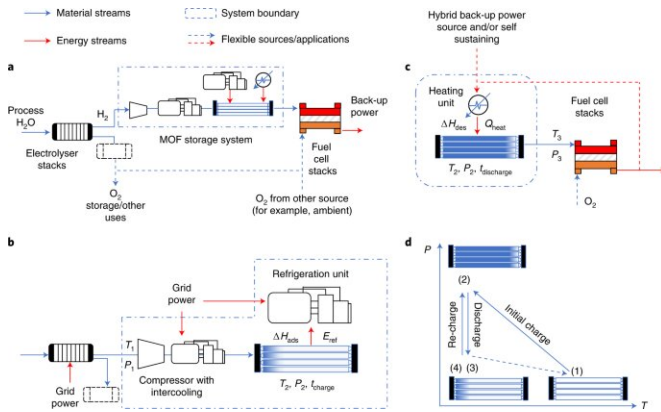 Material streams
Energy streams
System boundary
Flexible sources/applications
a
Process
H2O
H2
Electrolyser
stacks
MOF storage system
Back-up
power
Fuel cell
stacks
O2
storage/other
uses
O2 from other source
(for example, ambient)
b
Grid
power
Refrigeration unit
T1
P1
ΔHads
Eref
Grid
power
Compressor with
intercooling
T2, P2, tcharge
c
Hybrid back-up power
source and/or self
sustaining
Heating
unit
ΔHdes
Qheat
Fuel cell
stacks
T3
P3
T2, P2, tdischarge
O2
d
P
(2)
Re-charge
Discharge
Initial charge
(4)
(3)
(1)
T